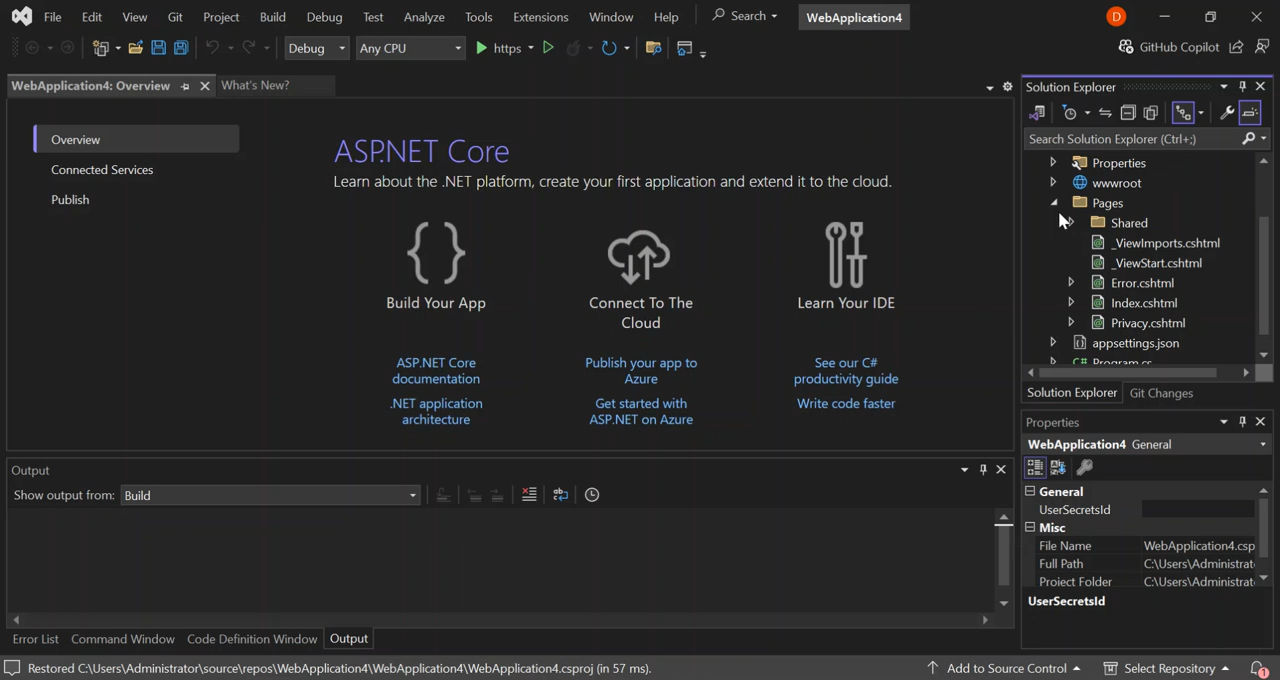 File Edit View Git Project Build Debug Test Analyze Tools Extensions Window Help Search WebApplication4 D
Debug Any CPU https GitHub Copilot
WebApplication4: Overview What's New?
Overview
Connected Services
Publish
ASP.NET Core
Learn about the .NET platform, create your first application and extend it to the cloud.
Build Your App
Connect To The
Cloud
Learn Your IDE
ASP.NET Core
documentation
.NET application
architecture
Publish your app to
Azure
Get started with
ASP.NET on Azure
See our C#
productivity guide
Write code faster
Output
Show output from: Build
Error List Command Window Code Definition Window Output
Solution Explorer
Search Solution Explorer (Ctrl+;)
Properties
wwwroot
Pages
Shared
_ViewImports.cshtml
_ViewStart.cshtml
Error.cshtml
Index.cshtml
Privacy.cshtml
appsettings.json
C# Program.cs
Solution Explorer Git Changes
Properties
WebApplication4 General
General
UserSecretsId
Misc
File Name WebApplication4.csp
Full Path C:\Users\Administrat
Project Folder C:\Users\Administrat
UserSecretsId
Restored C:\Users\Administrator\source\repos\WebApplication4\WebApplication4\WebApplication4.csproj (in 57 ms). Add to Source Control Select Repository 1